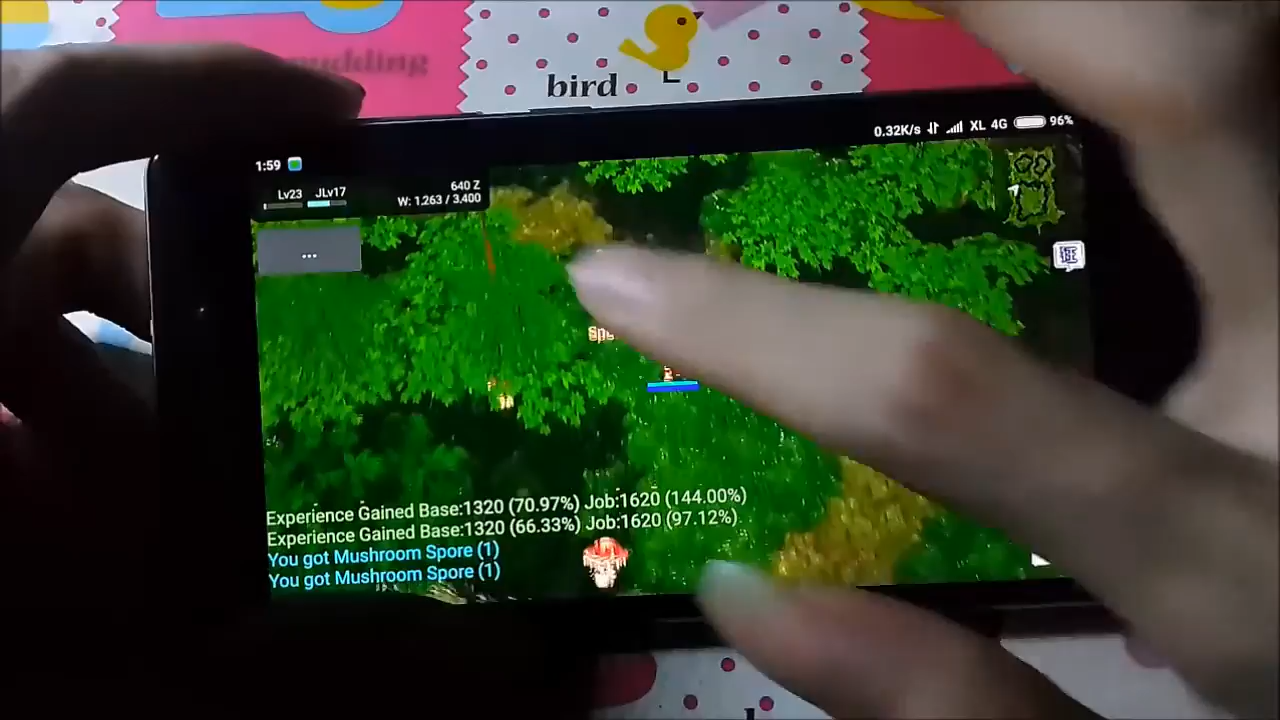 pudding
bird
0.32K/s XL 4G 96%
1:59
Lv23 JLv17
640 Z
W: 1.263 / 3,400
...
Experience Gained Base:1320 (70.97%) Job:1620 (144.00%)
Experience Gained Base:1320 (66.33%) Job:1620 (97.12%)
You got Mushroom Spore (1)
You got Mushroom Spore (1)